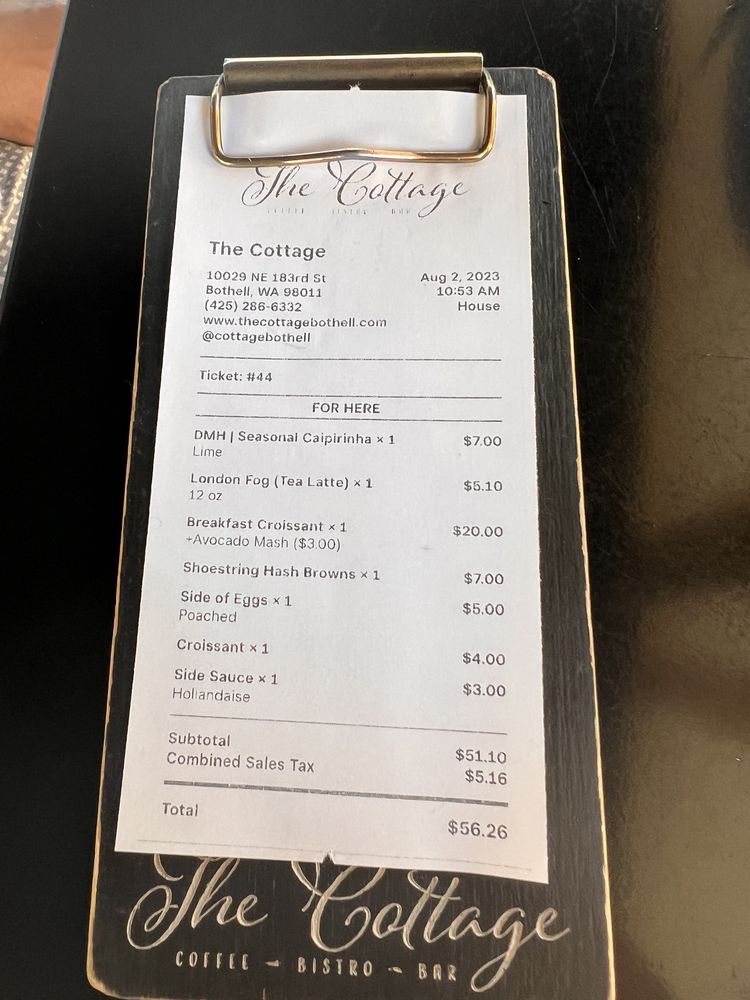 The Cottage
COFFEE BISTRO BAR
The Cottage
10029 NE 183rd St
Bothell, WA 98011
(425) 286-6332
www.thecottagebothell.com
@cottagebothell
Aug 2, 2023
10:53 AM
House
Ticket: #44
FOR HERE
DMH | Seasonal Caipirinha × 1 $7.00
Lime
London Fog (Tea Latte) × 1 $5.10
12 oz
Breakfast Croissant × 1 $20.00
+Avocado Mash ($3.00)
Shoestring Hash Browns × 1 $7.00
Side of Eggs × 1 $5.00
Poached
Croissant × 1 $4.00
Side Sauce × 1 $3.00
Hollandaise
Subtotal $51.10
Combined Sales Tax $5.16
Total $56.26
The Cottage
COFFEE - BISTRO - BAR